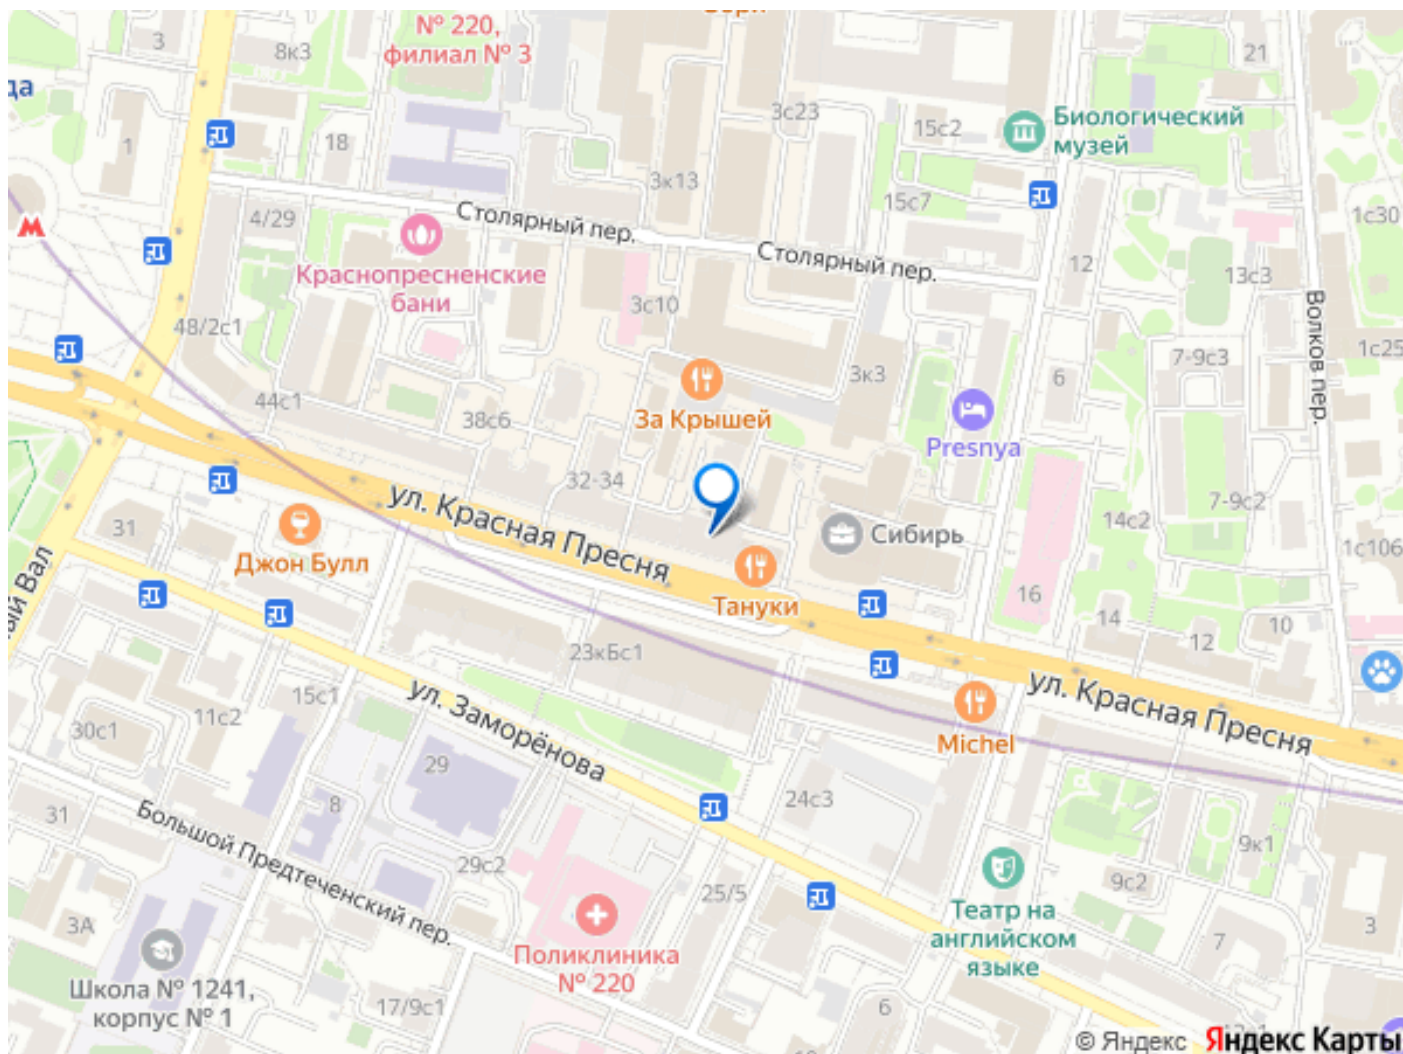 № 220,
филиал № 3
3
8к3
21
да
3с23
15с2
Биологический
музей
1
18
3к13
15с7
1с30
4/29
Столярный пер.
Столярный пер.
12
13с3
Краснопресненские
бани
3с10
Волков пер.
48/2с1
3к3
7-9с3
1с25
6
44с1
38с6
За Крышей
Presnya
32-34
ул. Красная Пресня
7-9с2
31
14с2
Сибирь
1с106
Джон Булл
Тануки
16
14
12
10
ый Вал
23кБс1
15с1
ул. Заморёнова
ул. Красная Пресня
11с2
30с1
Michel
29
24с3
8
31
Большой Предтеченский пер.
29с2
9к1
9с2
25/5
3А
Театр на
английском
языке
3
7
Поликлиника
№ 220
Школа № 1241,
корпус № 1
17/9с1
6
© Яндекс Яндекс Карты